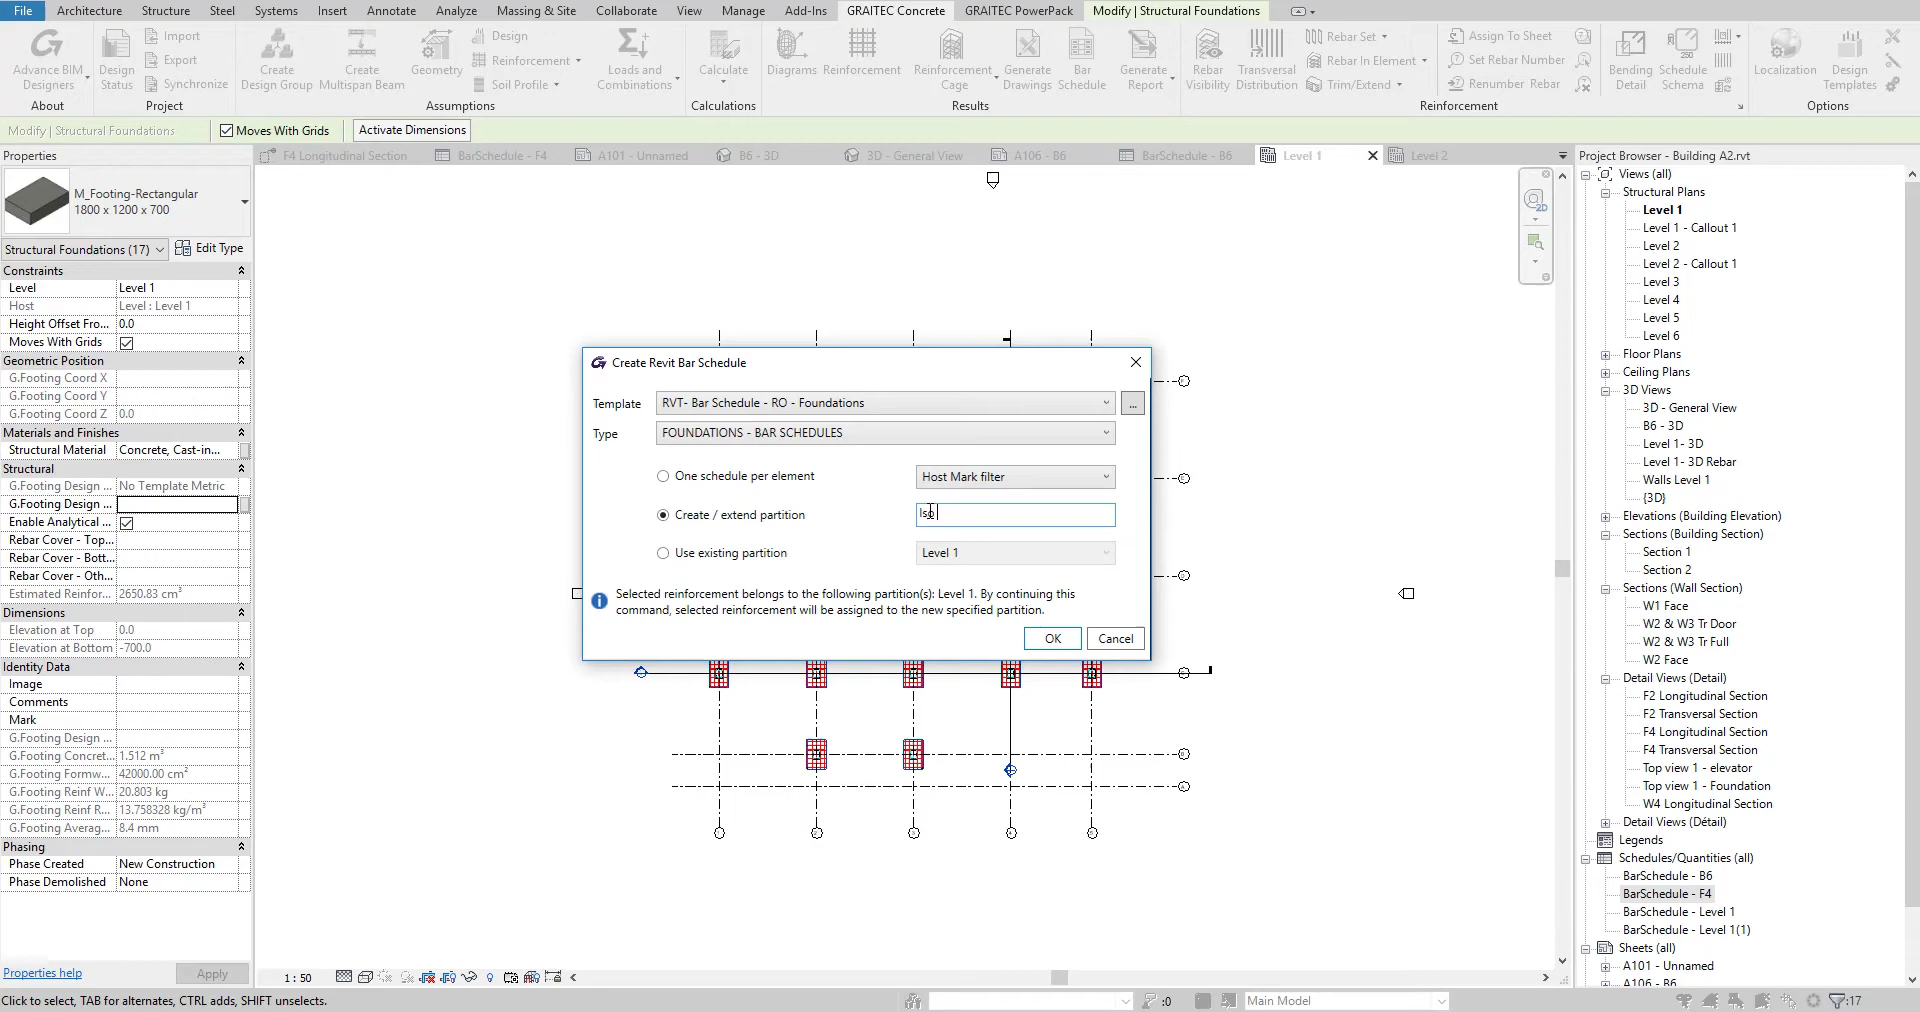 File Architecture Structure Steel Systems Insert Annotate Analyze Massing & Site Collaborate View Manage Add-Ins GRAITEC Concrete GRAITEC PowerPack Modify | Structural Foundations
Advance BIM Designers
About
Design Status
Import
Export
Synchronize
Project
Create Design Group
Create Multispan Beam
Geometry
Design
Reinforcement
Soil Profile
Assumptions
Loads and Combinations
Calculate
Calculations
Diagrams
Reinforcement
Reinforcement Cage
Generate Drawings
Bar Schedule
Generate Report
Results
Rebar Visibility
Transversal Distribution
Rebar Set
Rebar In Element
Trim/Extend
Assign To Sheet
Set Rebar Number
Renumber Rebar
Reinforcement
Bending Detail
250
Schedule Schema
Localization
Design Templates
Options
Modify | Structural Foundations
Moves With Grids
Activate Dimensions
Properties
F4 Longitudinal Section
BarSchedule - F4
A101 - Unnamed
B6 - 3D
3D - General View
A106 - B6
BarSchedule - B6
Level 1
Level 2
M_Footing-Rectangular
1800 x 1200 x 700
Structural Foundations (17)
Edit Type
Constraints
Level Level 1
Host Level : Level 1
Height Offset Fro... 0.0
Moves With Grids
Geometric Position
G.Footing Coord X
G.Footing Coord Y
G.Footing Coord Z 0.0
Materials and Finishes
Structural Material Concrete, Cast-in...
Structural
G.Footing Design ... No Template Metric
G.Footing Design ...
Enable Analytical ...
Rebar Cover - Top...
Rebar Cover - Bott...
Rebar Cover - Oth...
Estimated Reinfor... 2650.83 cm³
Dimensions
Elevation at Top 0.0
Elevation at Bottom -700.0
Identity Data
Image
Comments
Mark
G.Footing Design ...
G.Footing Concret... 1.512 m³
G.Footing Formw... 42000.00 cm²
G.Footing Reinf W... 20.803 kg
G.Footing Reinf R... 13.758328 kg/m³
G.Footing Averag... 8.4 mm
Phasing
Phase Created New Construction
Phase Demolished None
Properties help
Apply
Create Revit Bar Schedule
Template RVT- Bar Schedule - RO - Foundations ...
Type FOUNDATIONS - BAR SCHEDULES
One schedule per element Host Mark filter
Create / extend partition Iso
Use existing partition Level 1
Selected reinforcement belongs to the following partition(s): Level 1. By continuing this
command, selected reinforcement will be assigned to the new specified partition.
OK Cancel
2D
Project Browser - Building A2.rvt
Views (all)
Structural Plans
Level 1
Level 1 - Callout 1
Level 2
Level 2 - Callout 1
Level 3
Level 4
Level 5
Level 6
Floor Plans
Ceiling Plans
3D Views
3D - General View
B6 - 3D
Level 1- 3D
Level 1- 3D Rebar
Walls Level 1
{3D}
Elevations (Building Elevation)
Sections (Building Section)
Section 1
Section 2
Sections (Wall Section)
W1 Face
W2 & W3 Tr Door
W2 & W3 Tr Full
W2 Face
Detail Views (Detail)
F2 Longitudinal Section
F2 Transversal Section
F4 Longitudinal Section
F4 Transversal Section
Top view 1 - elevator
Top view 1 - Foundation
W4 Longitudinal Section
Detail Views (Détail)
Legends
Schedules/Quantities (all)
BarSchedule - B6
BarSchedule - F4
BarSchedule - Level 1
BarSchedule - Level 1(1)
Sheets (all)
A101 - Unnamed
A106 - B6
1 : 50
Click to select, TAB for alternates, CTRL adds, SHIFT unselects.
:0
Main Model
:17